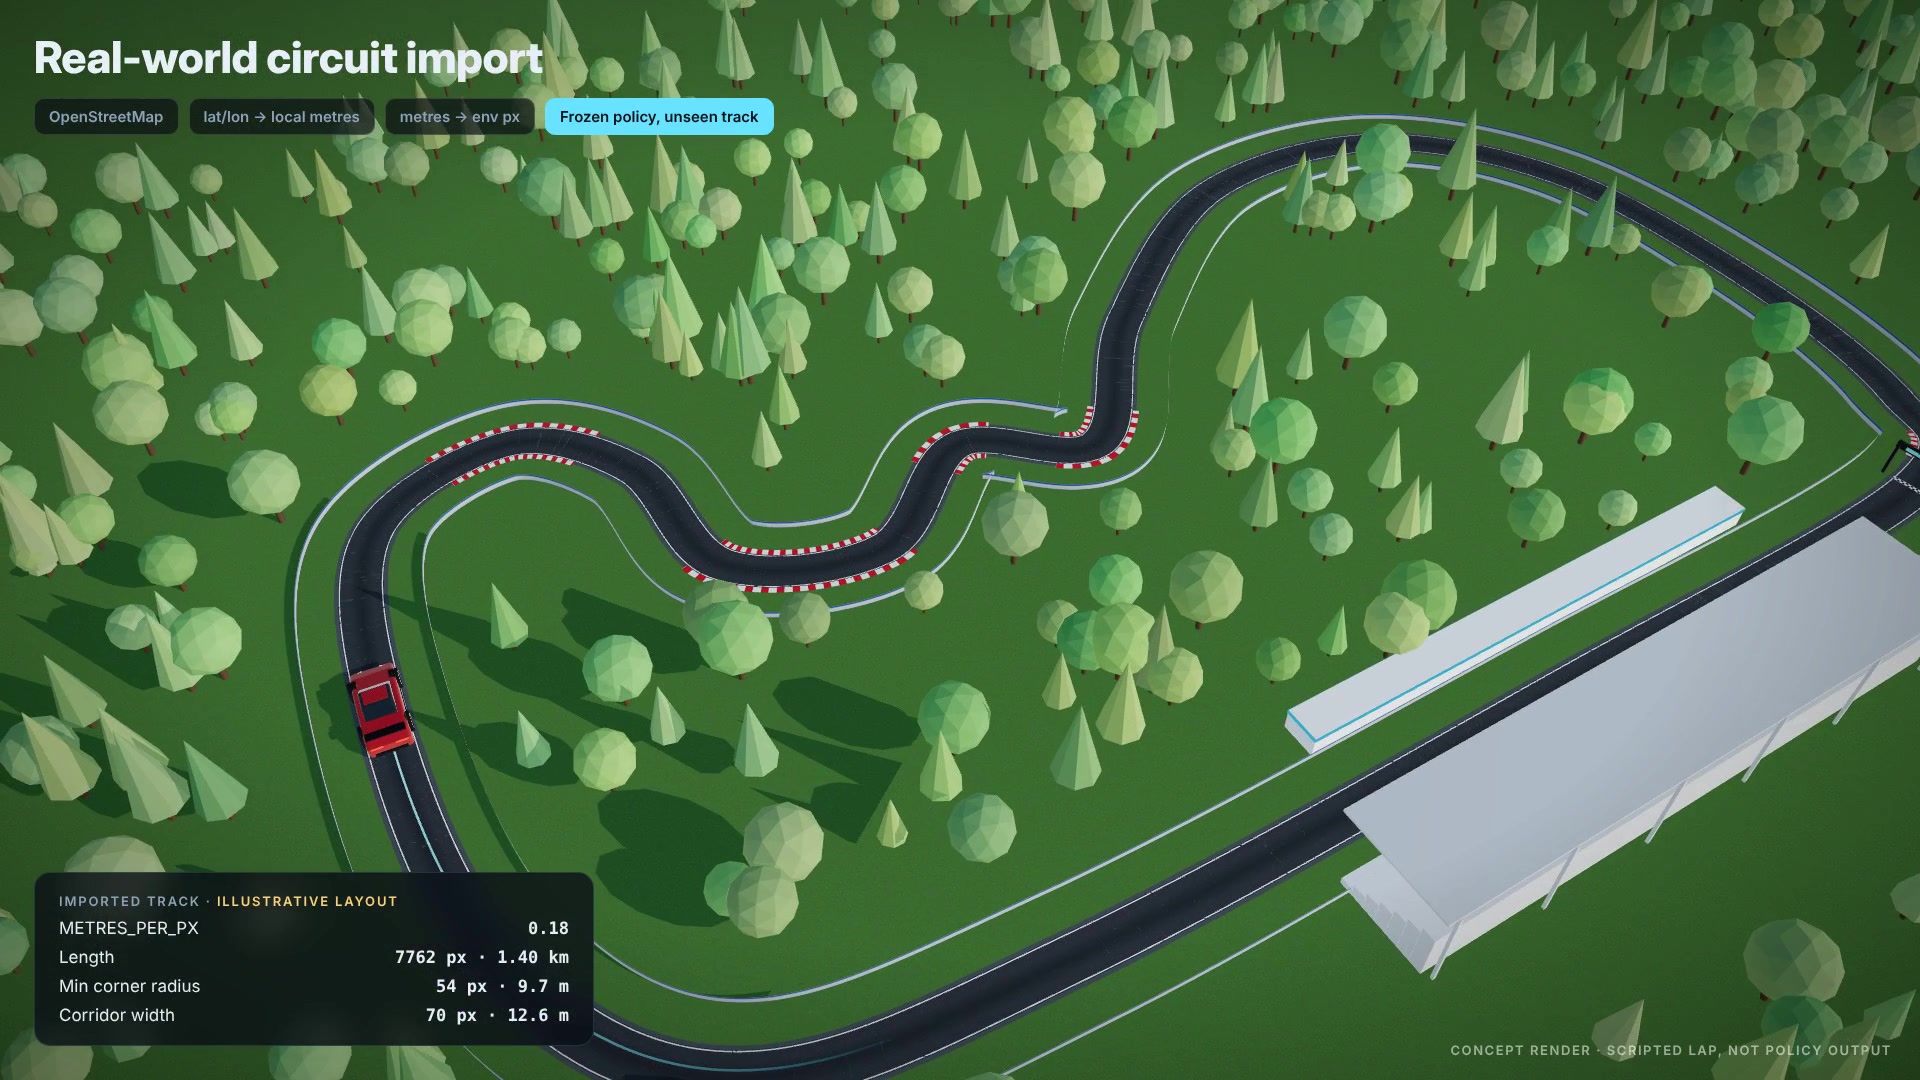 Real-world circuit import
OpenStreetMap lat/lon → local metres metres → env px Frozen policy, unseen track
IMPORTED TRACK · ILLUSTRATIVE LAYOUT
METRES_PER_PX 0.18
Length 7762 px · 1.40 km
Min corner radius 54 px · 9.7 m
Corridor width 70 px · 12.6 m
CONCEPT RENDER · SCRIPTED LAP, NOT POLICY OUTPUT